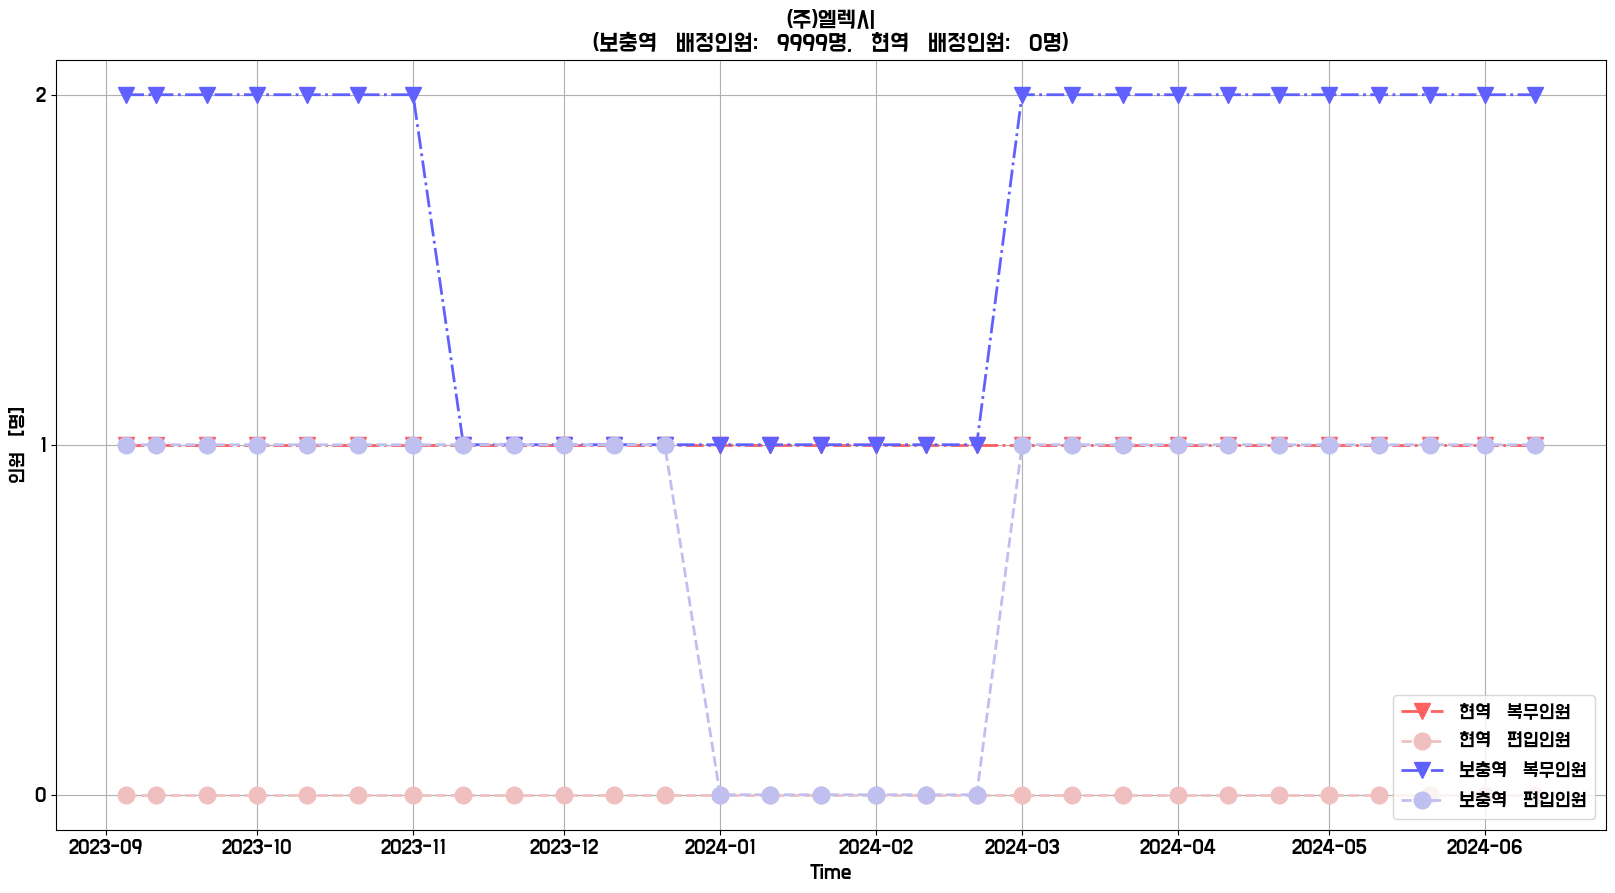 (주)엘렉시
(보충역 배정인원: 9999명, 현역 배정인원: 0명)
2
1
0
인원 [명]
현역 복무인원
현역 편입인원
보충역 복무인원
보충역 편입인원
2023-09 2023-10 2023-11 2023-12 2024-01 2024-02 2024-03 2024-04 2024-05 2024-06
Time